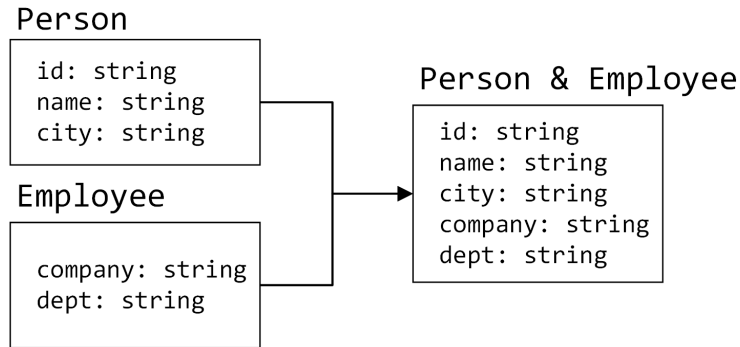 Person
id: string
name: string
city: string
Employee
company: string
dept: string
Person & Employee
id: string
name: string
city: string
company: string
dept: string